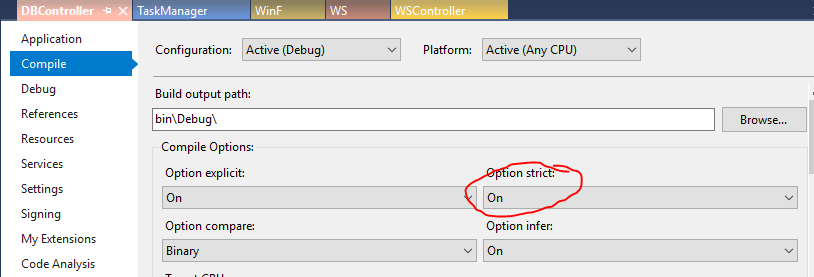 DBController TaskManager WinF WS WSController
Application
Configuration: Active (Debug) Platform: Active (Any CPU)
Compile
Debug
Build output path:
References
bin\Debug\ Browse...
Resources
Compile Options:
Services
Option explicit: Option strict:
Settings
On On
Signing
Option compare: Option infer:
My Extensions
Binary On
Code Analysis